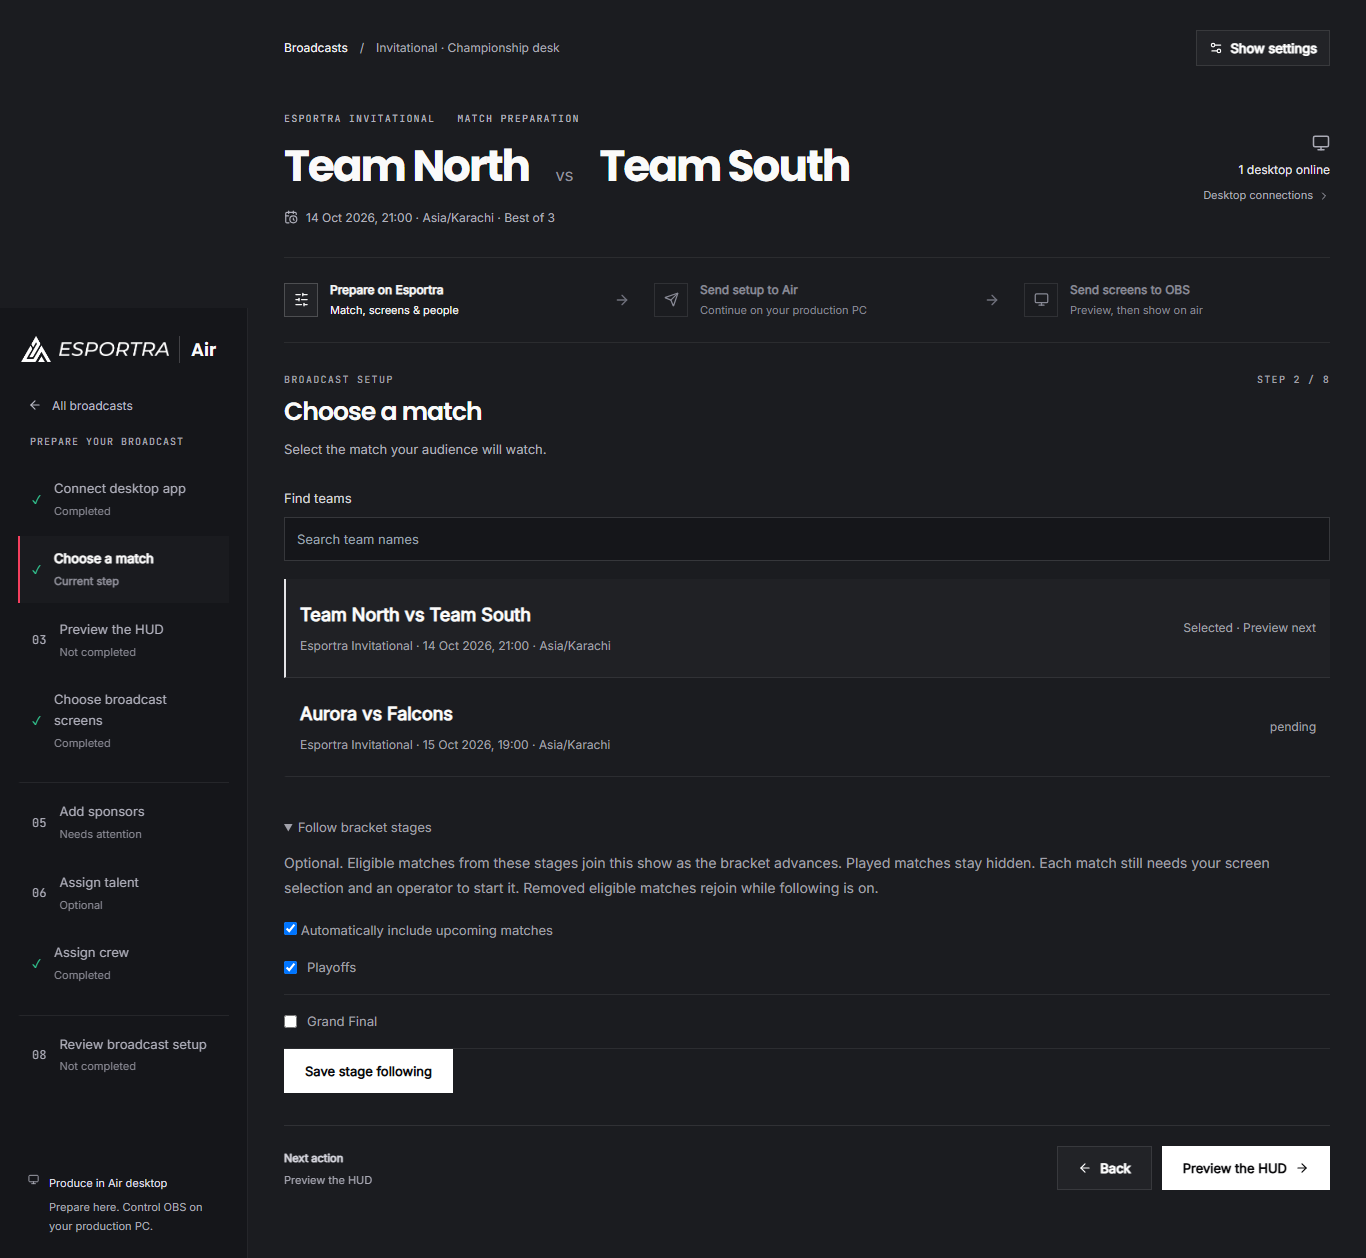 Broadcasts / Invitational · Championship desk
Show settings
ESPORTRA INVITATIONAL MATCH PREPARATION
Team North vs Team South
14 Oct 2026, 21:00 · Asia/Karachi · Best of 3
1 desktop online
Desktop connections
Prepare on Esportra
Match, screens & people
Send setup to Air
Continue on your production PC
Send screens to OBS
Preview, then show on air
ESPORTRA Air
All broadcasts
PREPARE YOUR BROADCAST
Connect desktop app
Completed
Choose a match
Current step
03 Preview the HUD
Not completed
Choose broadcast
screens
Completed
05 Add sponsors
Needs attention
06 Assign talent
Optional
Assign crew
Completed
08 Review broadcast setup
Not completed
Produce in Air desktop
Prepare here. Control OBS on
your production PC.
BROADCAST SETUP
STEP 2 / 8
Choose a match
Select the match your audience will watch.
Find teams
Search team names
Team North vs Team South
Esportra Invitational · 14 Oct 2026, 21:00 · Asia/Karachi
Selected · Preview next
Aurora vs Falcons
Esportra Invitational · 15 Oct 2026, 19:00 · Asia/Karachi
pending
Follow bracket stages
Optional. Eligible matches from these stages join this show as the bracket advances. Played matches stay hidden. Each match still needs your screen
selection and an operator to start it. Removed eligible matches rejoin while following is on.
Automatically include upcoming matches
Playoffs
Grand Final
Save stage following
Next action
Preview the HUD
Back
Preview the HUD